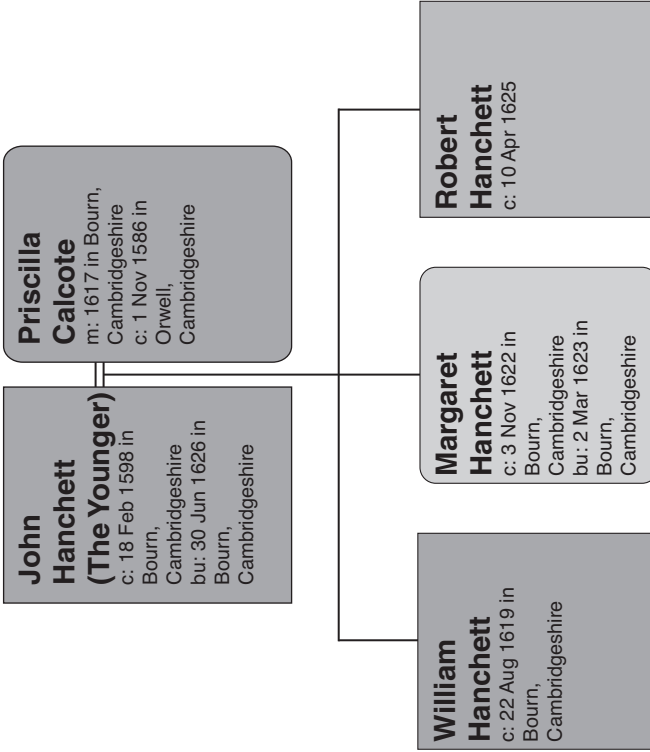 John
Hanchett
(The Younger)
c: 18 Feb 1598 in
Bourn,
Cambridgeshire
bu: 30 Jun 1626 in
Bourn,
Cambridgeshire
Priscilla
Calcote
m: 1617 in Bourn,
Cambridgeshire
c: 1 Nov 1586 in
Orwell,
Cambridgeshire
William
Hanchett
c: 22 Aug 1619 in
Bourn,
Cambridgeshire
Margaret
Hanchett
c: 3 Nov 1622 in
Bourn,
Cambridgeshire
bu: 2 Mar 1623 in
Bourn,
Cambridgeshire
Robert
Hanchett
c: 10 Apr 1625